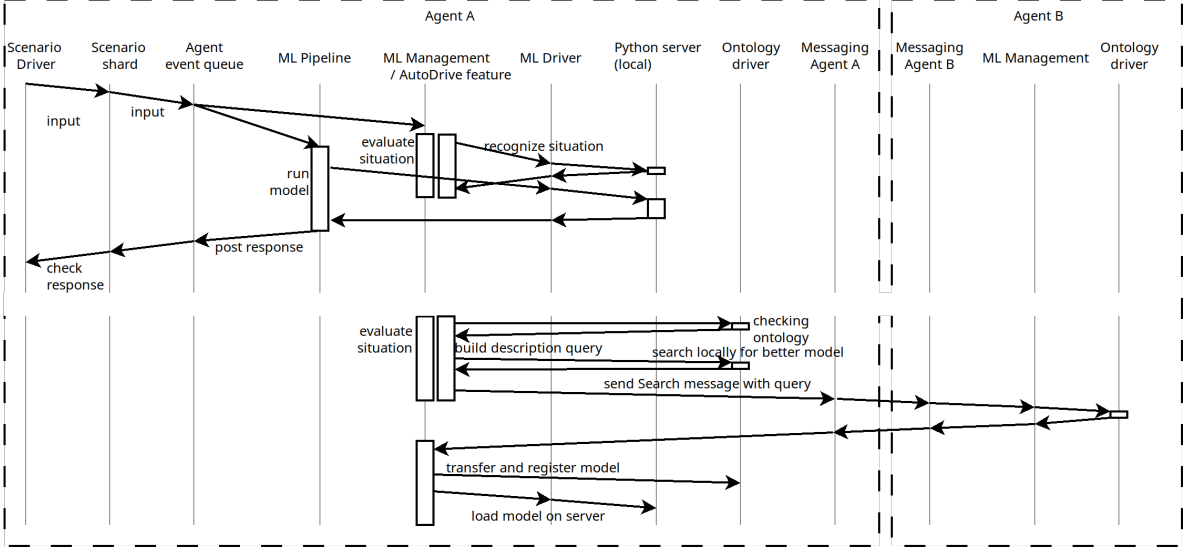 Agent A
Agent B
Scenario
Driver
Scenario
shard
Agent
event queue
ML Pipeline
ML Management
/ AutoDrive feature
ML Driver
Python server
(local)
Ontology
driver
Messaging
Agent A
Messaging
Agent B
ML Management
Ontology
driver
input
input
evaluate
situation
recognize situation
run
model
post response
check
response
evaluate
situation
checking
ontology
build description query
search locally for better model
send Search message with query
transfer and register model
load model on server